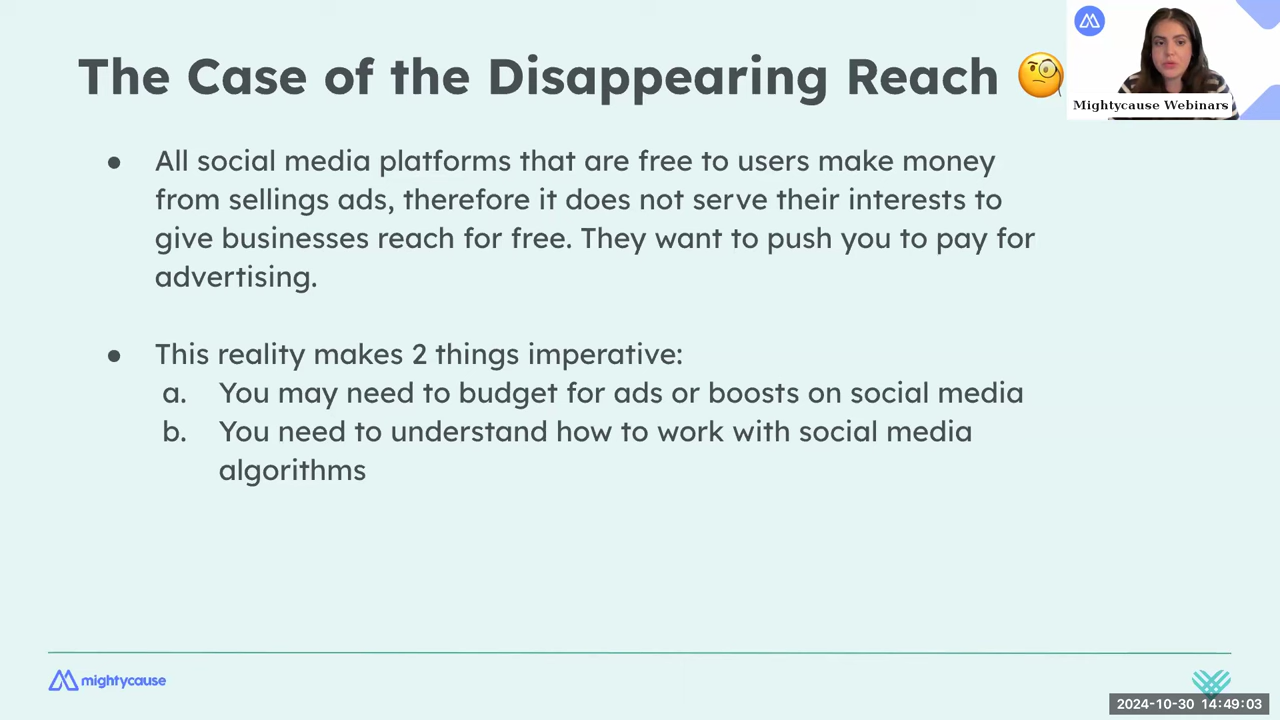 The Case of the Disappearing Reach
Mightycause Webinars
● All social media platforms that are free to users make money
from sellings ads, therefore it does not serve their interests to
give businesses reach for free. They want to push you to pay for
advertising.
● This reality makes 2 things imperative:
a. You may need to budget for ads or boosts on social media
b. You need to understand how to work with social media
algorithms
mightycause
2024-10-30 14:49:03